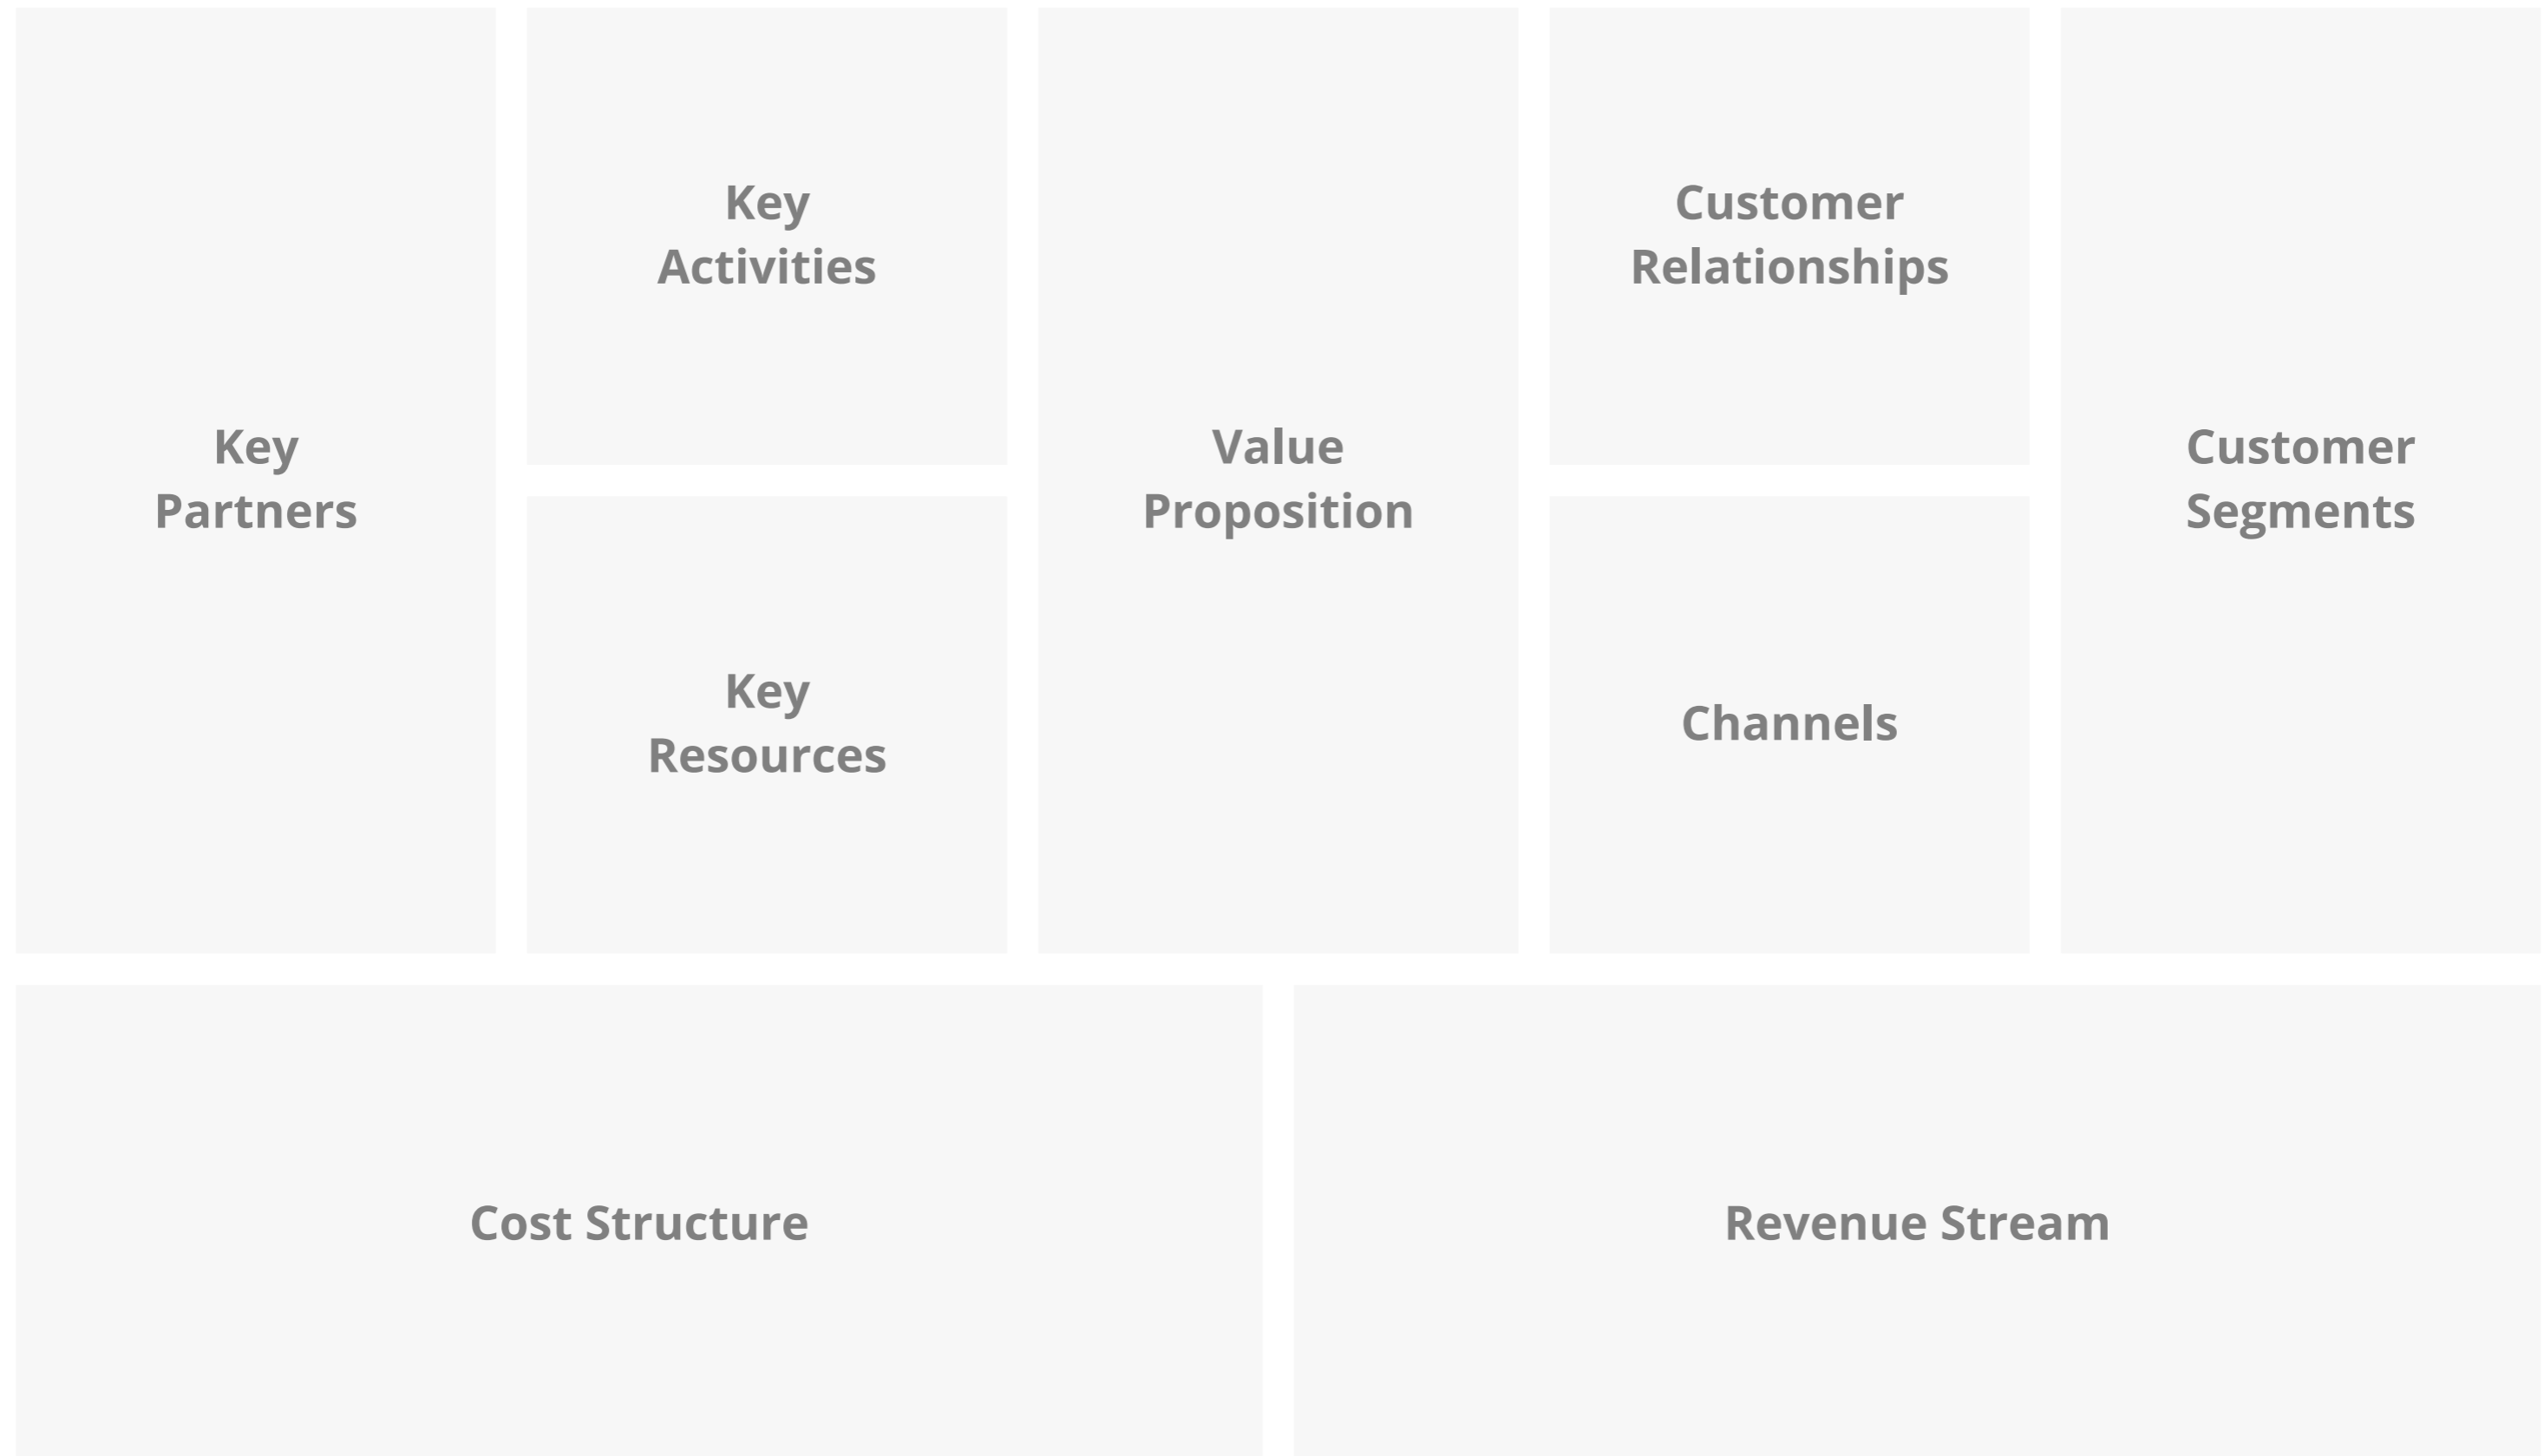 Key
Partners
Key
Activities
Key
Resources
Value
Proposition
Customer
Relationships
Channels
Customer
Segments
Cost Structure
Revenue Stream